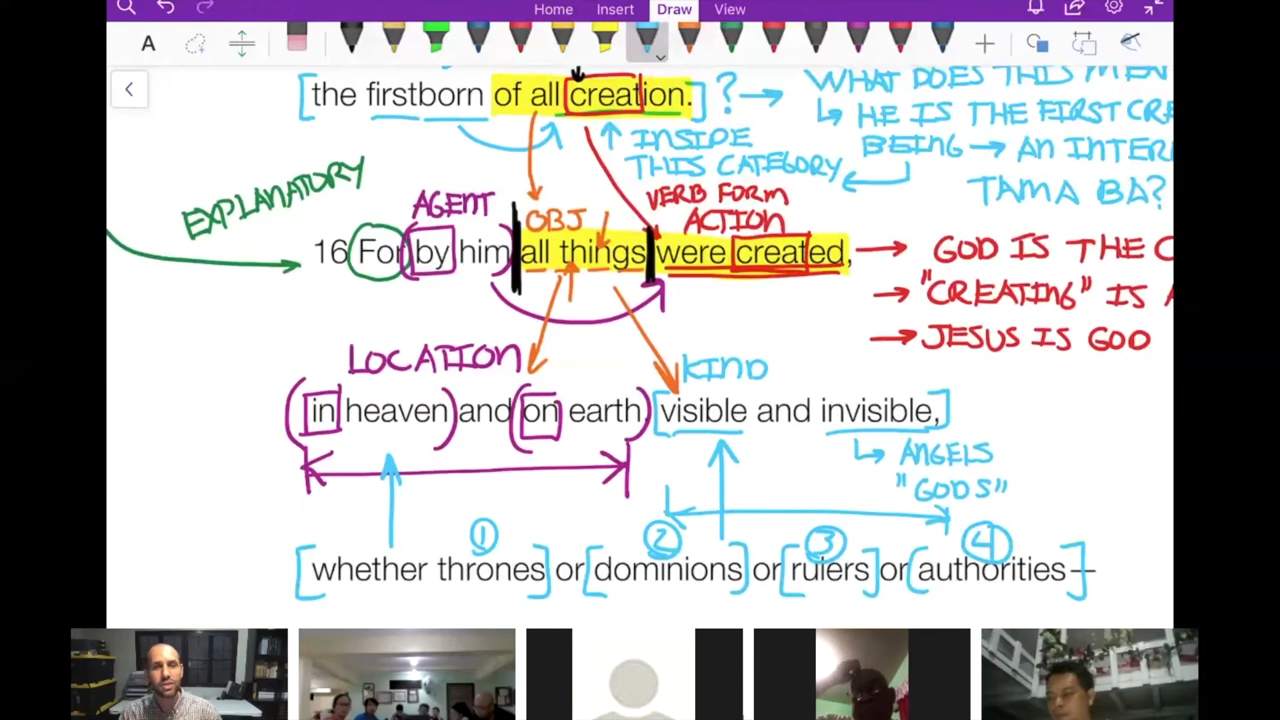 Home Insert Draw View
A
[the firstborn of all creation.] ? → WHAT DOES THIS MEAN
↳ HE IS THE FIRST CRE
INSIDE BEING → AN INTER
THIS CATEGORY
TAMA BA?
EXPLANATORY
AGENT OBJ VERB FORM
ACTION
16 For (by him) all things were created, → GOD IS THE C
→ "CREATING" IS A
→ JESUS IS GOD
LOCATION KIND
(in heaven) and (on earth,) [visible and invisible,]
↳ ANGELS
"GODS"
① ② ③ ④
[whether thrones] or [dominions] or [rulers] or [authorities—]